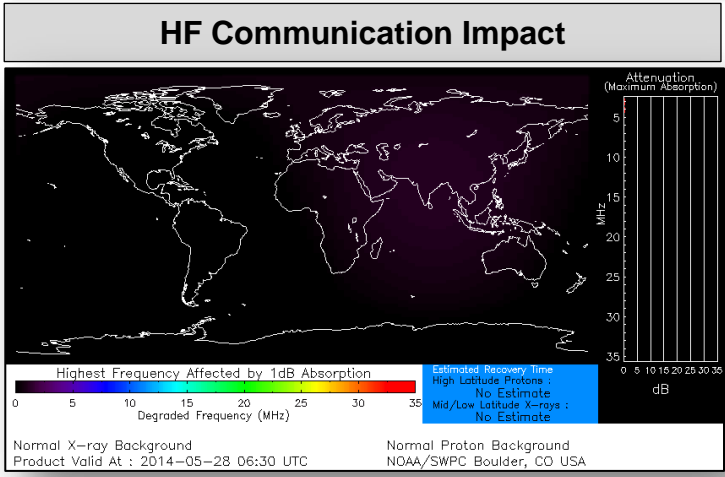 HF Communication Impact
Attenuation
(Maximum Absorption)
5
10
15
20
25
30
35
MHz
0 5 10 15 20 25 30 35
dB
Highest Frequency Affected by 1dB Absorption
0 5 10 15 20 25 30 35
Degraded Frequency (MHz)
Estimated Recovery Time
High Latitude Protons :
No Estimate
Mid/Low Latitude X-rays :
No Estimate
Normal X-ray Background
Normal Proton Background
Product Valid At : 2014-05-28 06:30 UTC
NOAA/SWPC Boulder, CO USA